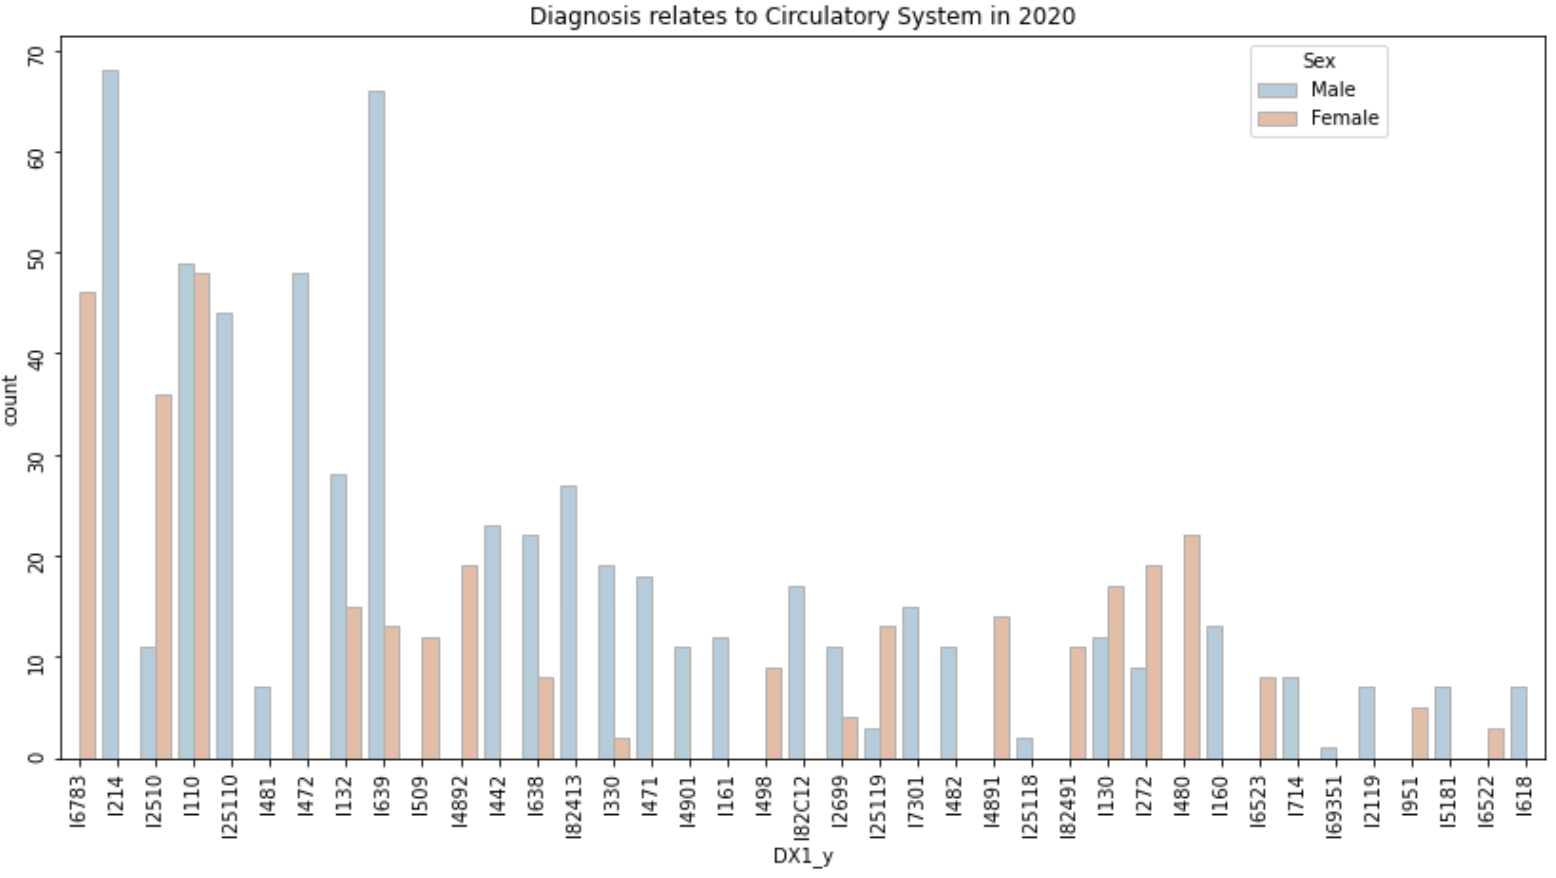 Diagnosis relates to Circulatory System in 2020
Sex
Male
Female
70
60
50
40
30
20
10
0
count
I6783
I214
I2510
I110
I25110
I481
I472
I132
I639
I509
I4892
I442
I638
I82413
I330
I471
I4901
I161
I498
I82C12
I2699
I25119
I7301
I482
I4891
I25118
I82491
I130
I272
I480
I160
I6523
I714
I69351
I2119
I951
I5181
I6522
I618
DX1_y